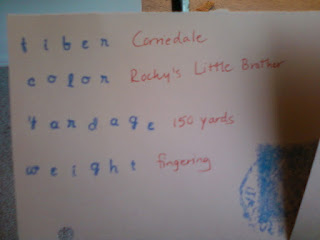 fiber Corriedale
color Rocky's Little Brother
yardage 150 yards
weight fingering